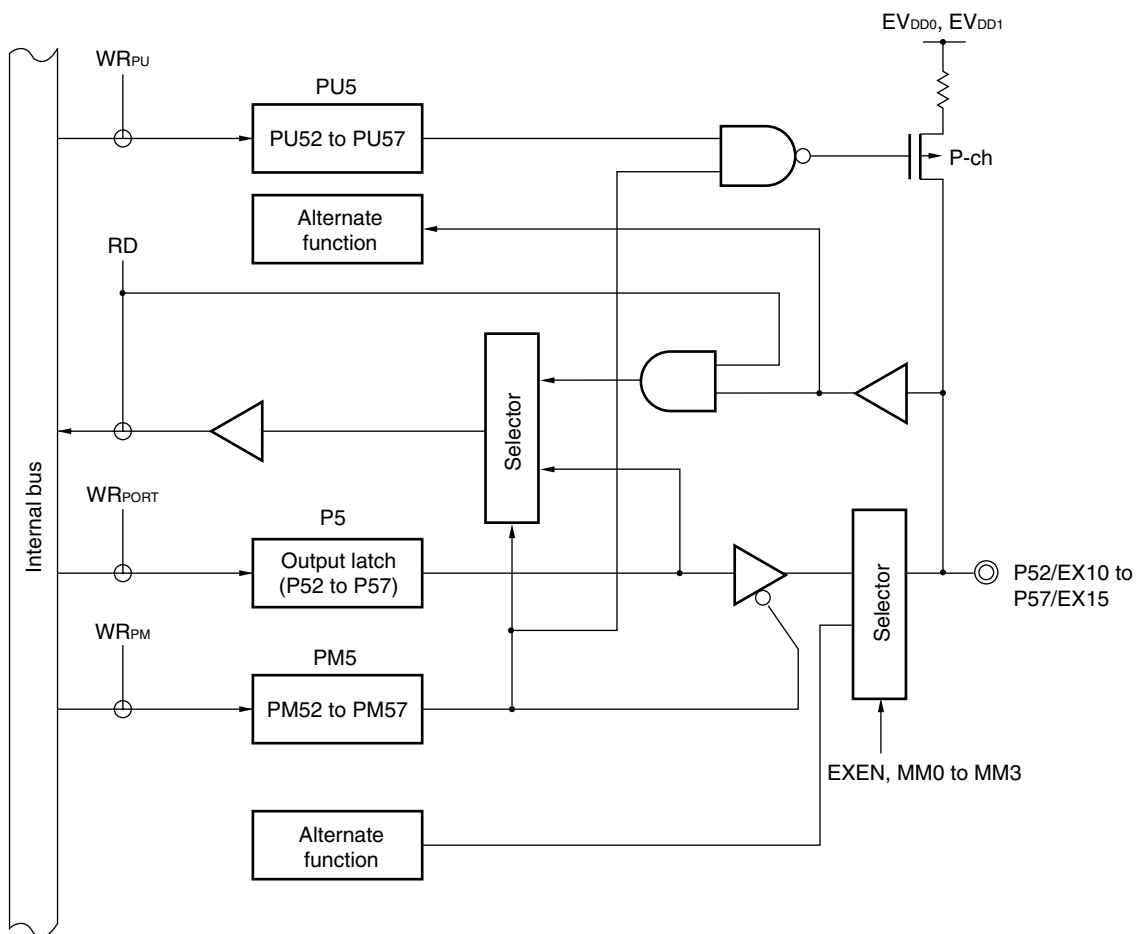 EVDD0, EVDD1
WRPU
PU5
PU52 to PU57
P-ch
Alternate
function
RD
Selector
Internal bus
WRPORT
P5
Output latch
(P52 to P57)
Selector
P52/EX10 to
P57/EX15
WRPM
PM5
PM52 to PM57
EXEN, MM0 to MM3
Alternate
function